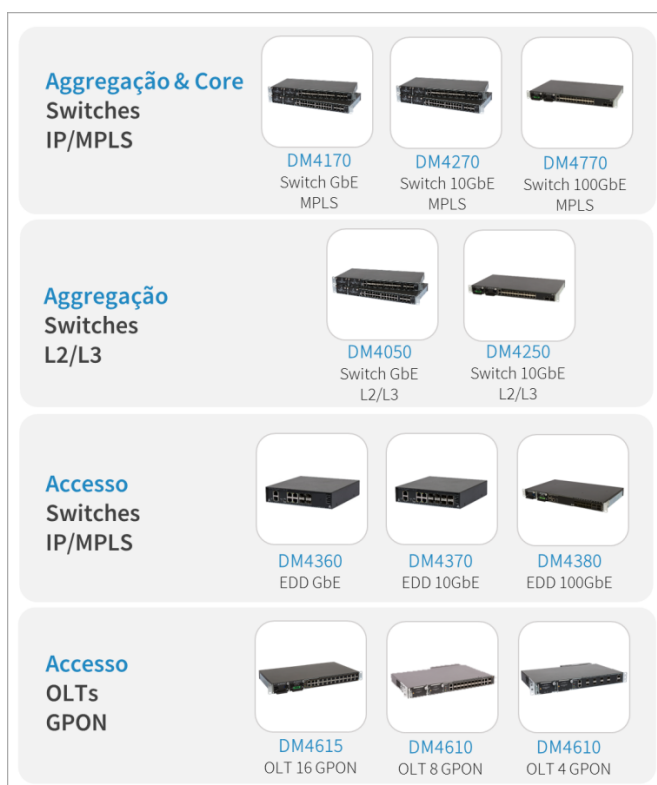 Aggregação & Core
Switches
IP/MPLS
DM4170
Switch GbE
MPLS
DM4270
Switch 10GbE
MPLS
DM4770
Switch 100GbE
MPLS
Aggregação
Switches
L2/L3
DM4050
Switch GbE
L2/L3
DM4250
Switch 10GbE
L2/L3
Accesso
Switches
IP/MPLS
DM4360
EDD GbE
DM4370
EDD 10GbE
DM4380
EDD 100GbE
Accesso
OLTs
GPON
DM4615
OLT 16 GPON
DM4610
OLT 8 GPON
DM4610
OLT 4 GPON